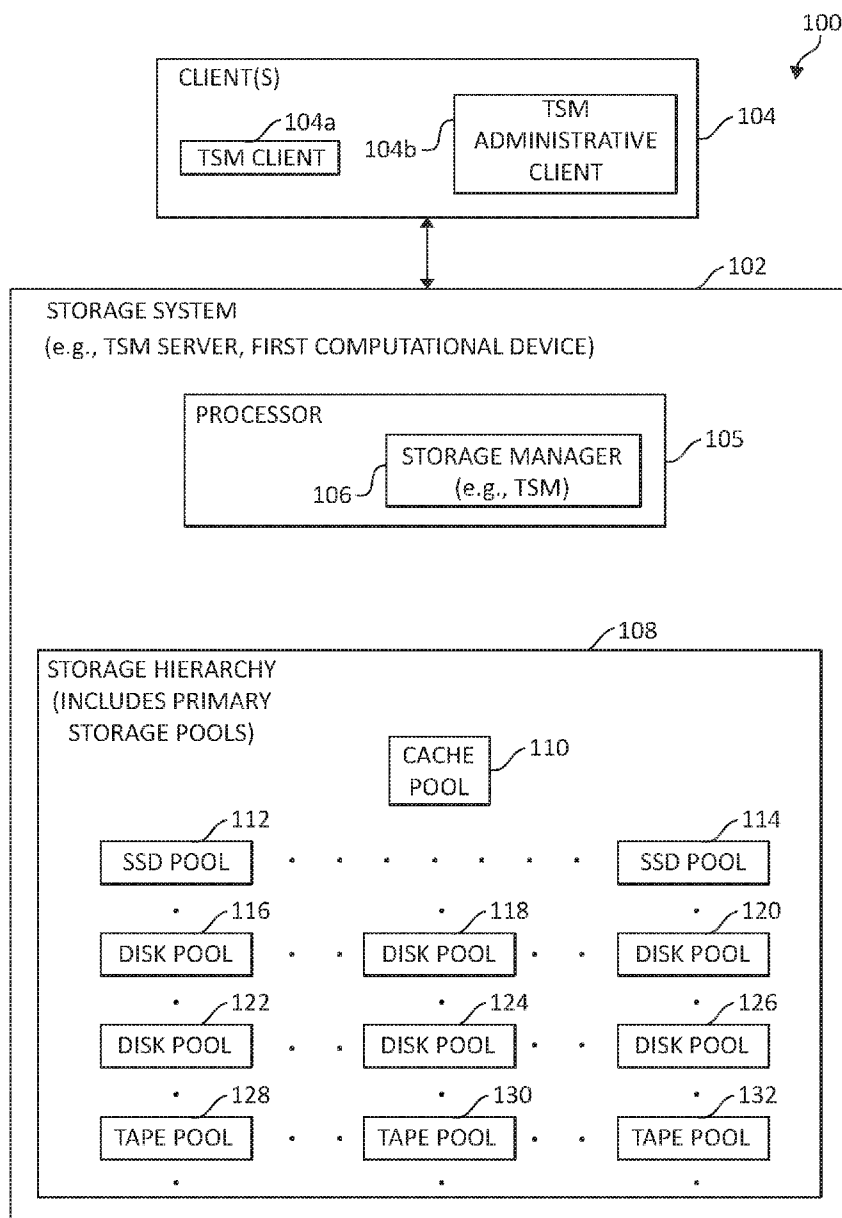 100
CLIENT(S)
104a
TSM CLIENT
104b
TSM
ADMINISTRATIVE
CLIENT
104
102
STORAGE SYSTEM
(e.g., TSM SERVER, FIRST COMPUTATIONAL DEVICE)
PROCESSOR
105
STORAGE MANAGER
(e.g., TSM)
106
108
STORAGE HIERARCHY
(INCLUDES PRIMARY
STORAGE POOLS)
CACHE
POOL
110
112
114
SSD POOL
SSD POOL
116
118
120
DISK POOL
DISK POOL
DISK POOL
122
124
126
DISK POOL
DISK POOL
DISK POOL
128
130
132
TAPE POOL
TAPE POOL
TAPE POOL